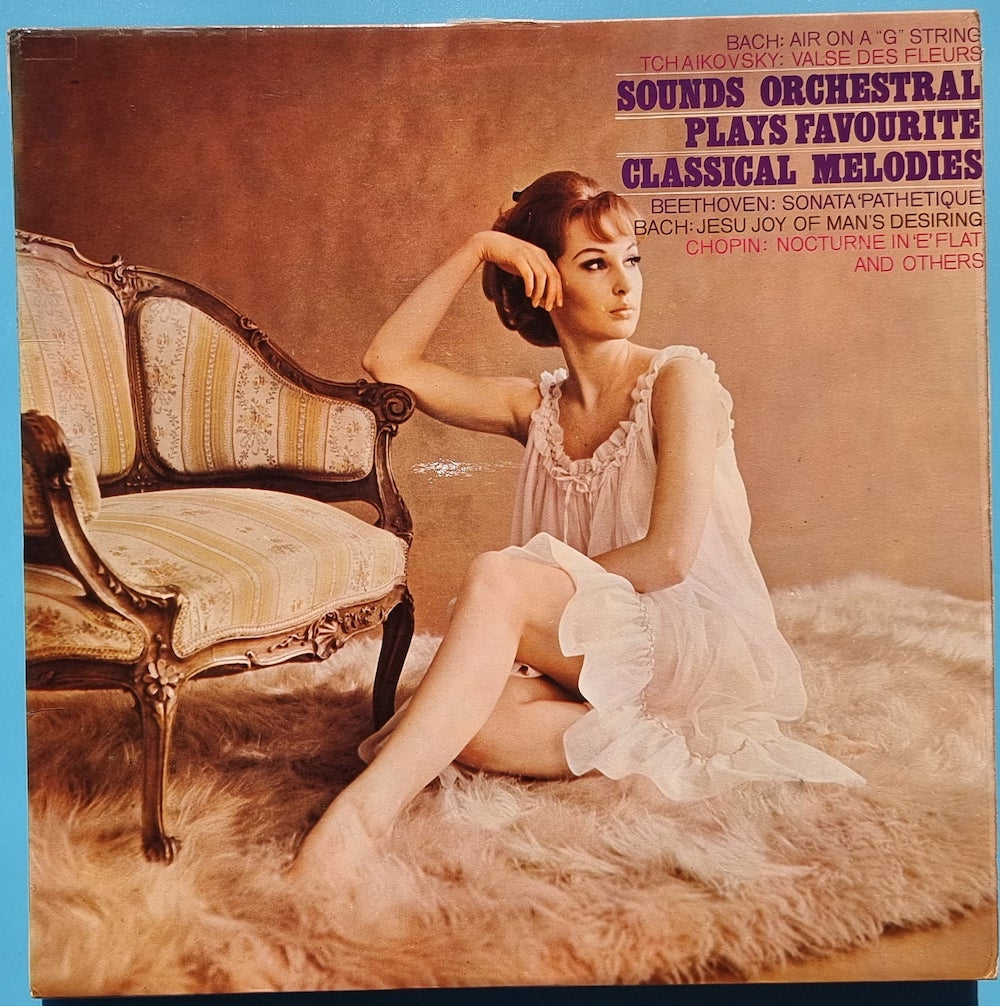 BACH: AIR ON A "G" STRING
TCHAIKOVSKY: VALSE DES FLEURS
SOUNDS ORCHESTRAL
PLAYS FAVOURITE
CLASSICAL MELODIES
BEETHOVEN: SONATA 'PATHETIQUE'
BACH: JESU JOY OF MAN'S DESIRING
CHOPIN: NOCTURNE IN 'E' FLAT
AND OTHERS